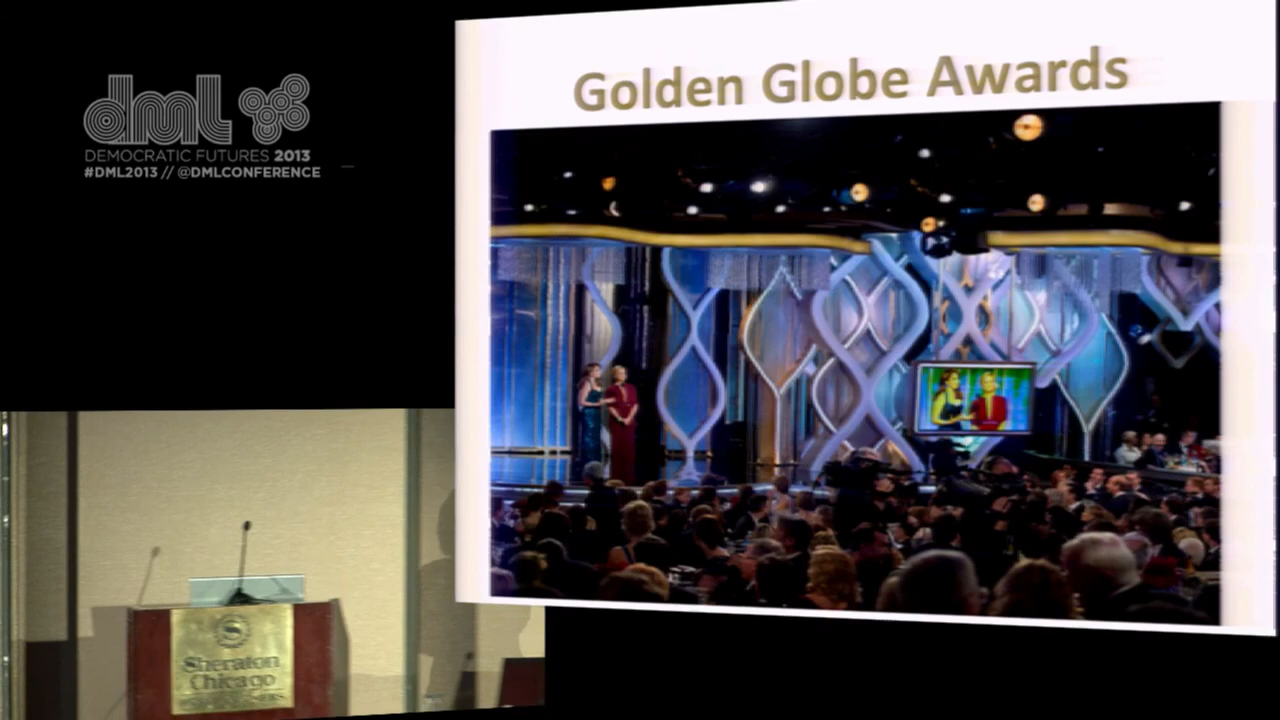 dml
DEMOCRATIC FUTURES 2013
#DML2013 // @DMLCONFERENCE
Golden Globe Awards
S
Sheraton
Chicago